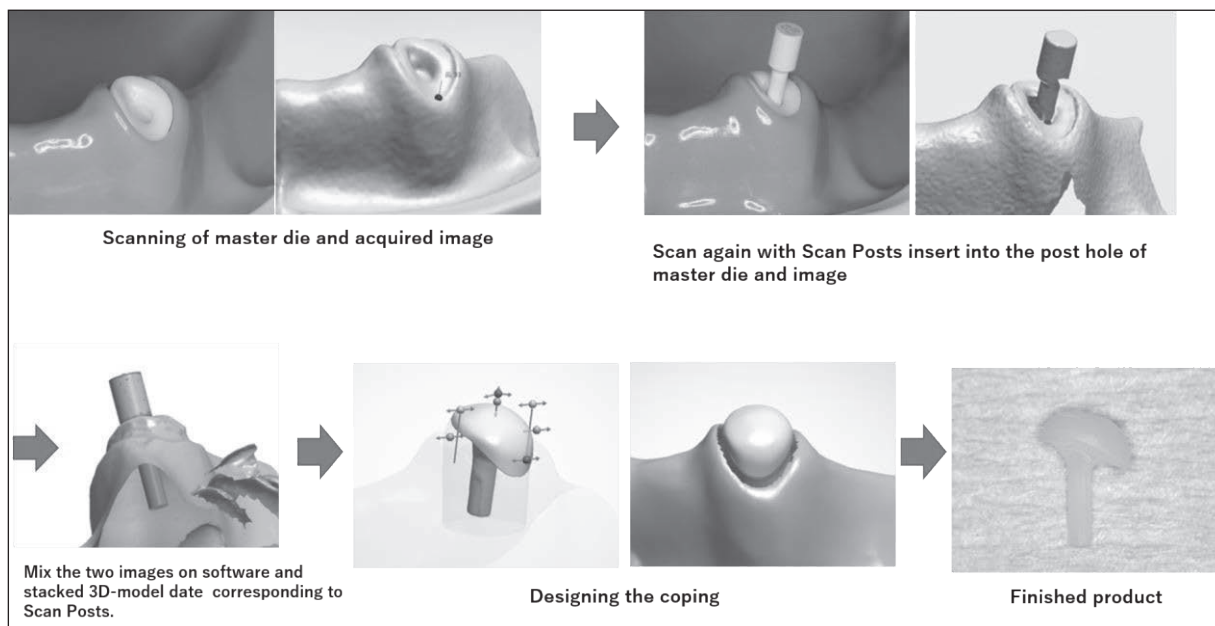 Scanning of master die and acquired image
Scan again with Scan Posts insert into the post hole of
master die and image
Mix the two images on software and
stacked 3D-model date corresponding to
Scan Posts.
Designing the coping
Finished product